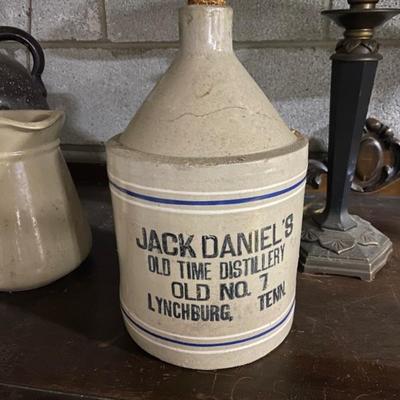 JACK DANIEL'S
OLD TIME DISTILLERY
OLD NO. 7
LYNCHBURG, TENN.